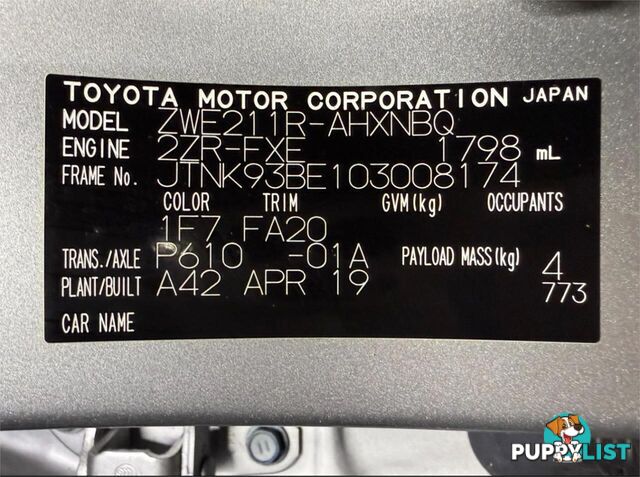 TOYOTA MOTOR CORPORATION JAPAN
MODEL ZWE211R-AHXNBQ
ENGINE 2ZR-FXE 1798 mL
FRAME No. JTNK93BE103008174
COLOR TRIM GVM(kg) OCCUPANTS
1F7 FA20
TRANS./AXLE P610 -01A PAYLOAD MASS(kg) 4
PLANT/BUILT A42 APR 19 773
CAR NAME
PUPPYLIST